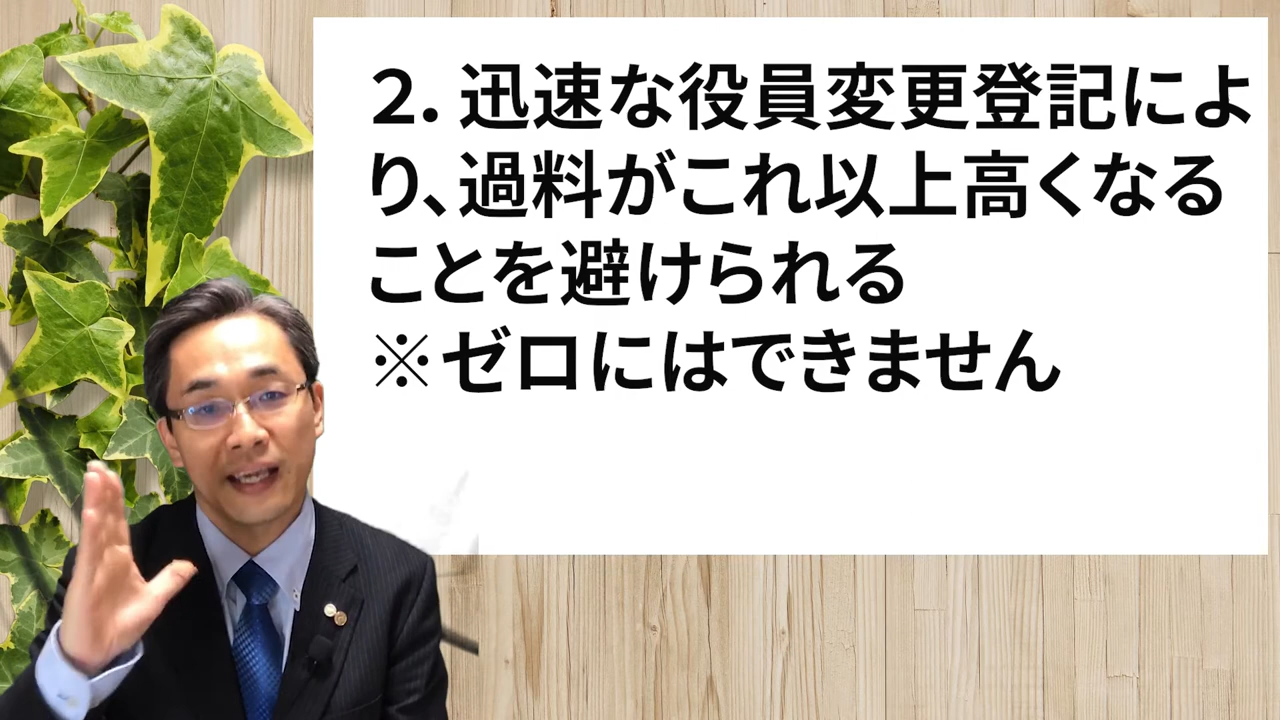 ２．迅速な役員変更登記によ
り、過料がこれ以上高くなる
ことを避けられる
※ゼロにはできません